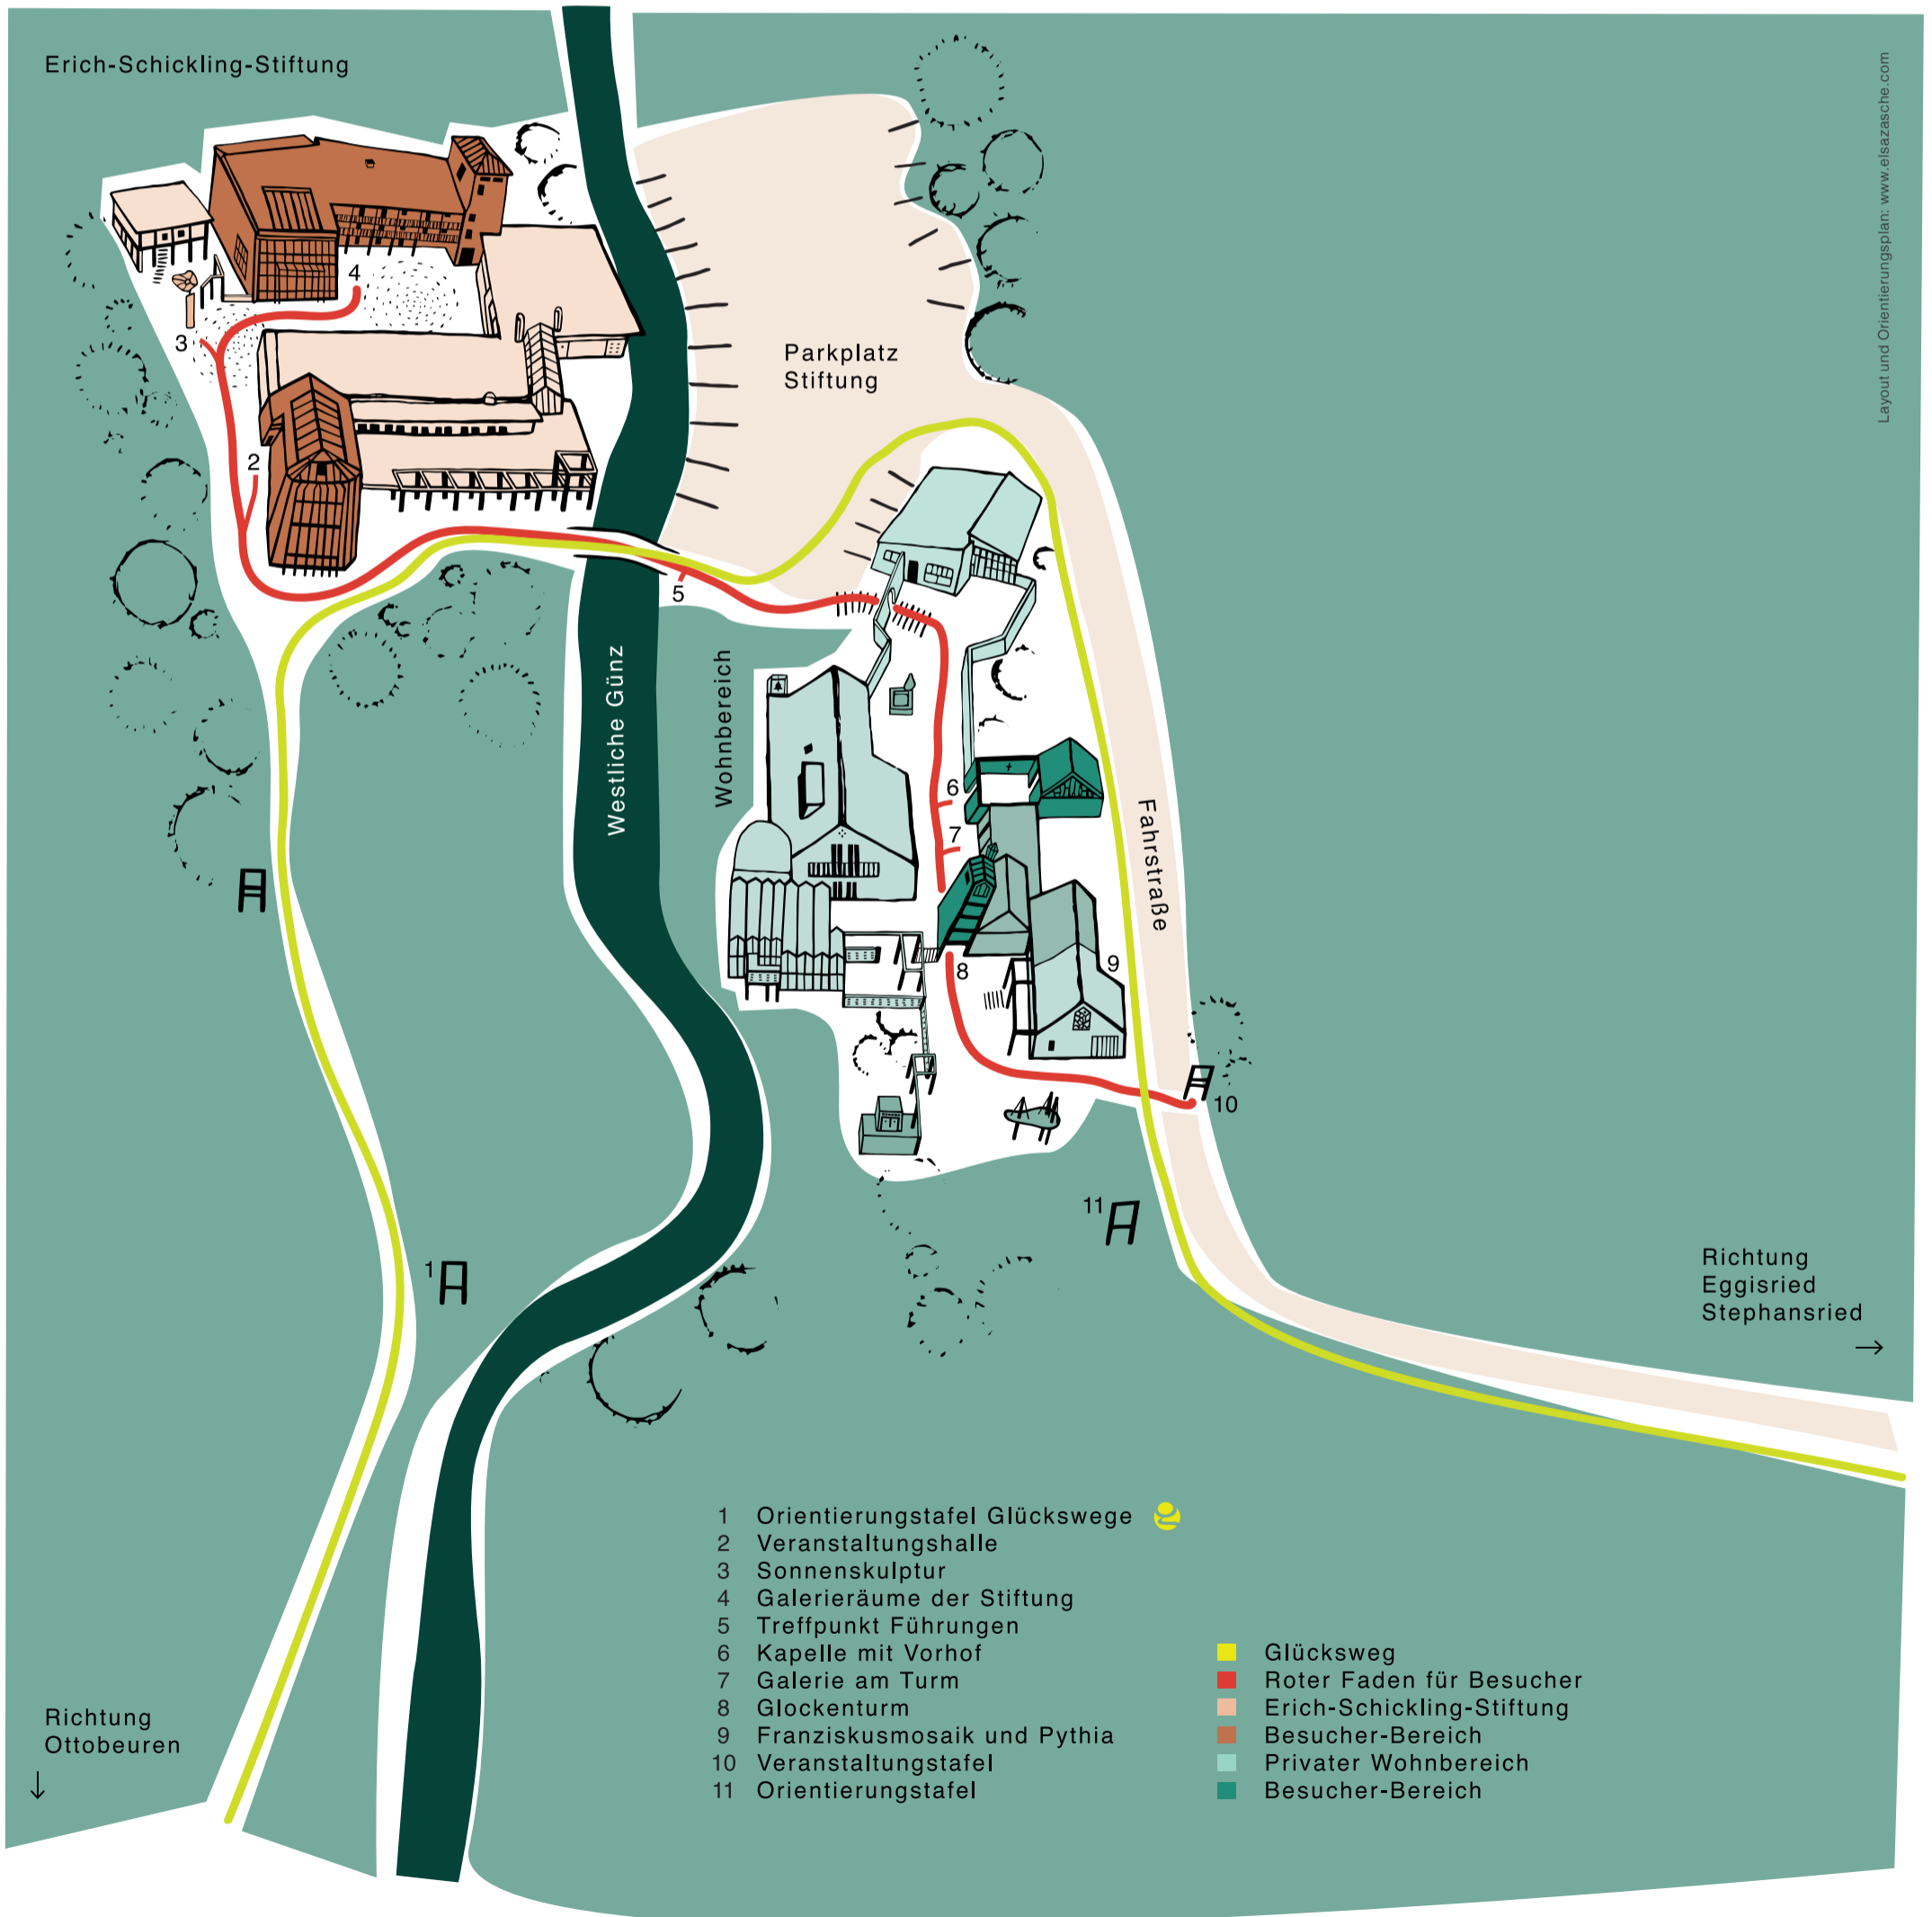 Erich-Schickling-Stiftung
Layout und Orientierungsplan: www.elsazasche.com
4
3
Parkplatz
Stiftung
2
5
Westliche Günz
Wohnbereich
6
7
Fahrstraße
8
9
10
11
1
Richtung
Eggisried
Stephansried
→
1 Orientierungstafel Glückswege
2 Veranstaltungshalle
3 Sonnenskulptur
4 Galerieräume der Stiftung
5 Treffpunkt Führungen
6 Kapelle mit Vorhof
7 Galerie am Turm
8 Glockenturm
9 Franziskusmosaik und Pythia
10 Veranstaltungstafel
11 Orientierungstafel
Glücksweg
Roter Faden für Besucher
Erich-Schickling-Stiftung
Besucher-Bereich
Privater Wohnbereich
Besucher-Bereich
Richtung
Ottobeuren
↓